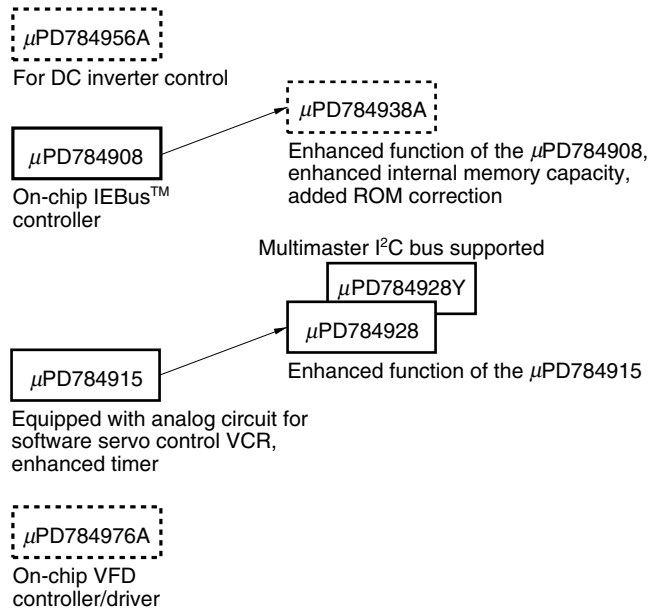 μPD784956A
For DC inverter control
μPD784938A
μPD784908
Enhanced function of the μPD784908,
enhanced internal memory capacity,
added ROM correction
On-chip IEBus™
controller
Multimaster I²C bus supported
μPD784928Y
μPD784928
Enhanced function of the μPD784915
μPD784915
Equipped with analog circuit for
software servo control VCR,
enhanced timer
μPD784976A
On-chip VFD
controller/driver